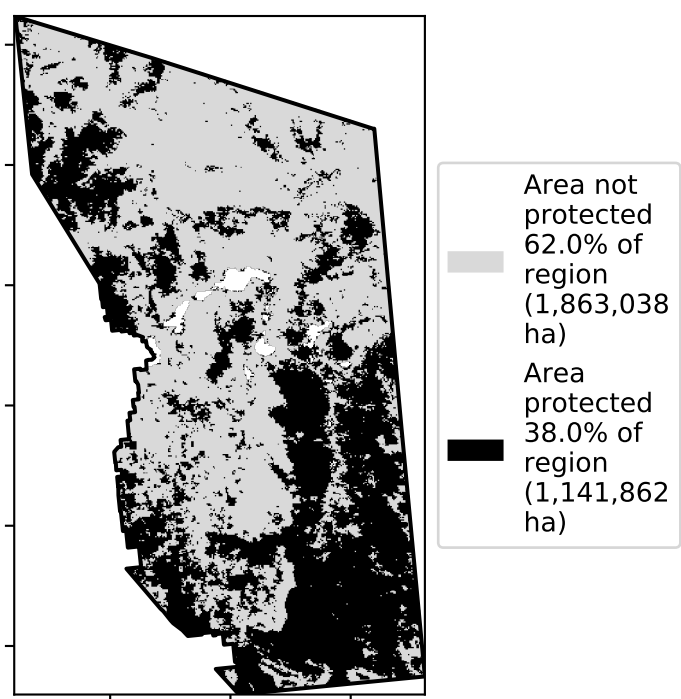 Area not
protected
62.0% of
region
(1,863,038
ha)
Area
protected
38.0% of
region
(1,141,862
ha)